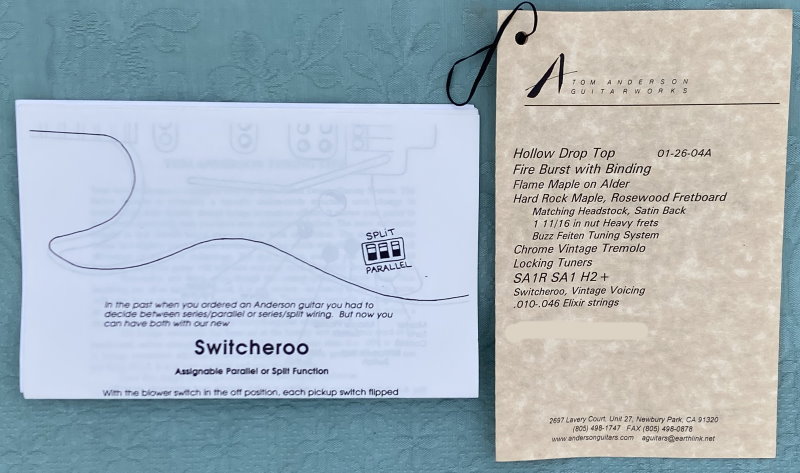 SPLIT
PARALLEL
In the past when you ordered an Anderson guitar you had to
decide between series/parallel or series/split wiring. But now you
can have both with our new
Switcheroo
Assignable Parallel or Split Function
With the blower switch in the off position, each pickup switch flipped
TOM ANDERSON
GUITARWORKS
Hollow Drop Top 01-26-04A
Fire Burst with Binding
Flame Maple on Alder
Hard Rock Maple, Rosewood Fretboard
Matching Headstock, Satin Back
1 11/16 in nut Heavy frets
Buzz Feiten Tuning System
Chrome Vintage Tremolo
Locking Tuners
SA1R SA1 H2+
Switcheroo, Vintage Voicing
.010-.046 Elixir strings
2697 Lavery Court, Unit 27, Newbury Park, CA 91320
(805) 498-1747 FAX (805) 498-0878
www.andersonguitars.com aguitars@earthlink.net